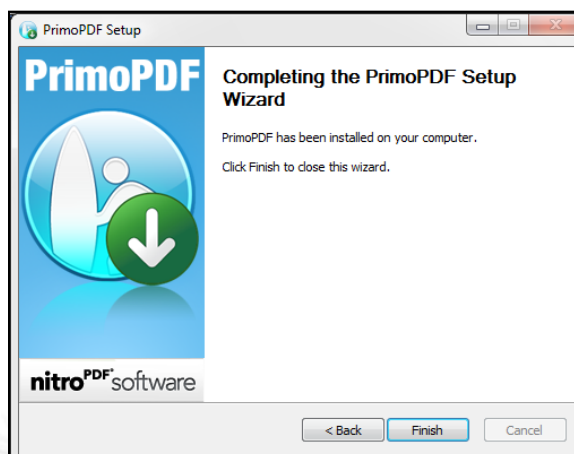 PrimoPDF Setup
PrimoPDF
Completing the PrimoPDF Setup
Wizard
PrimoPDF has been installed on your computer.
Click Finish to close this wizard.
nitroPDF software
< Back
Finish
Cancel